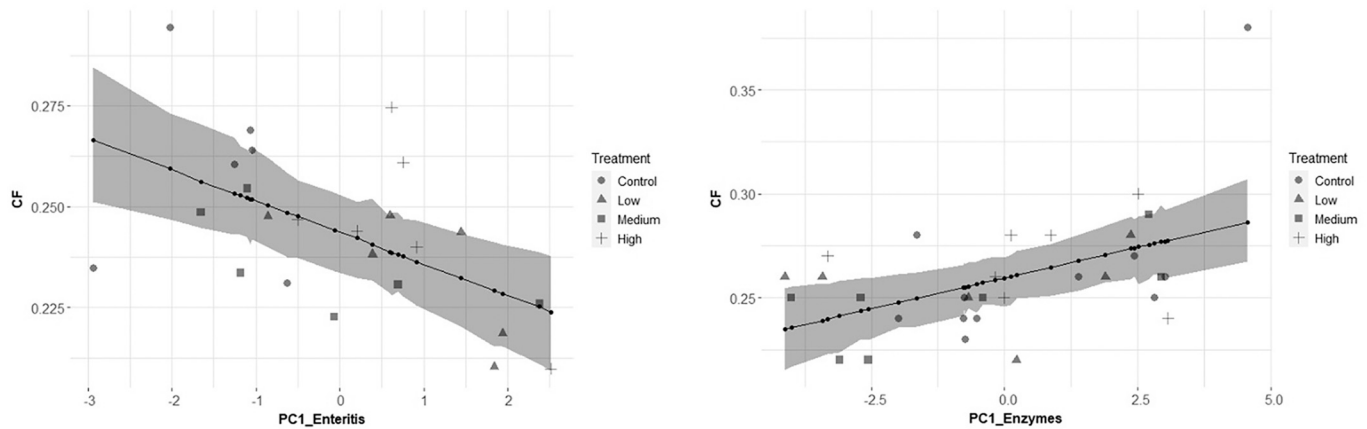 CF
0.275
0.250
0.225
-3
-2
-1
0
1
2
PC1_Enteritis
Treatment
Control
Low
Medium
High
CF
0.35
0.30
0.25
-2.5
0.0
2.5
5.0
PC1_Enzymes
Treatment
Control
Low
Medium
High